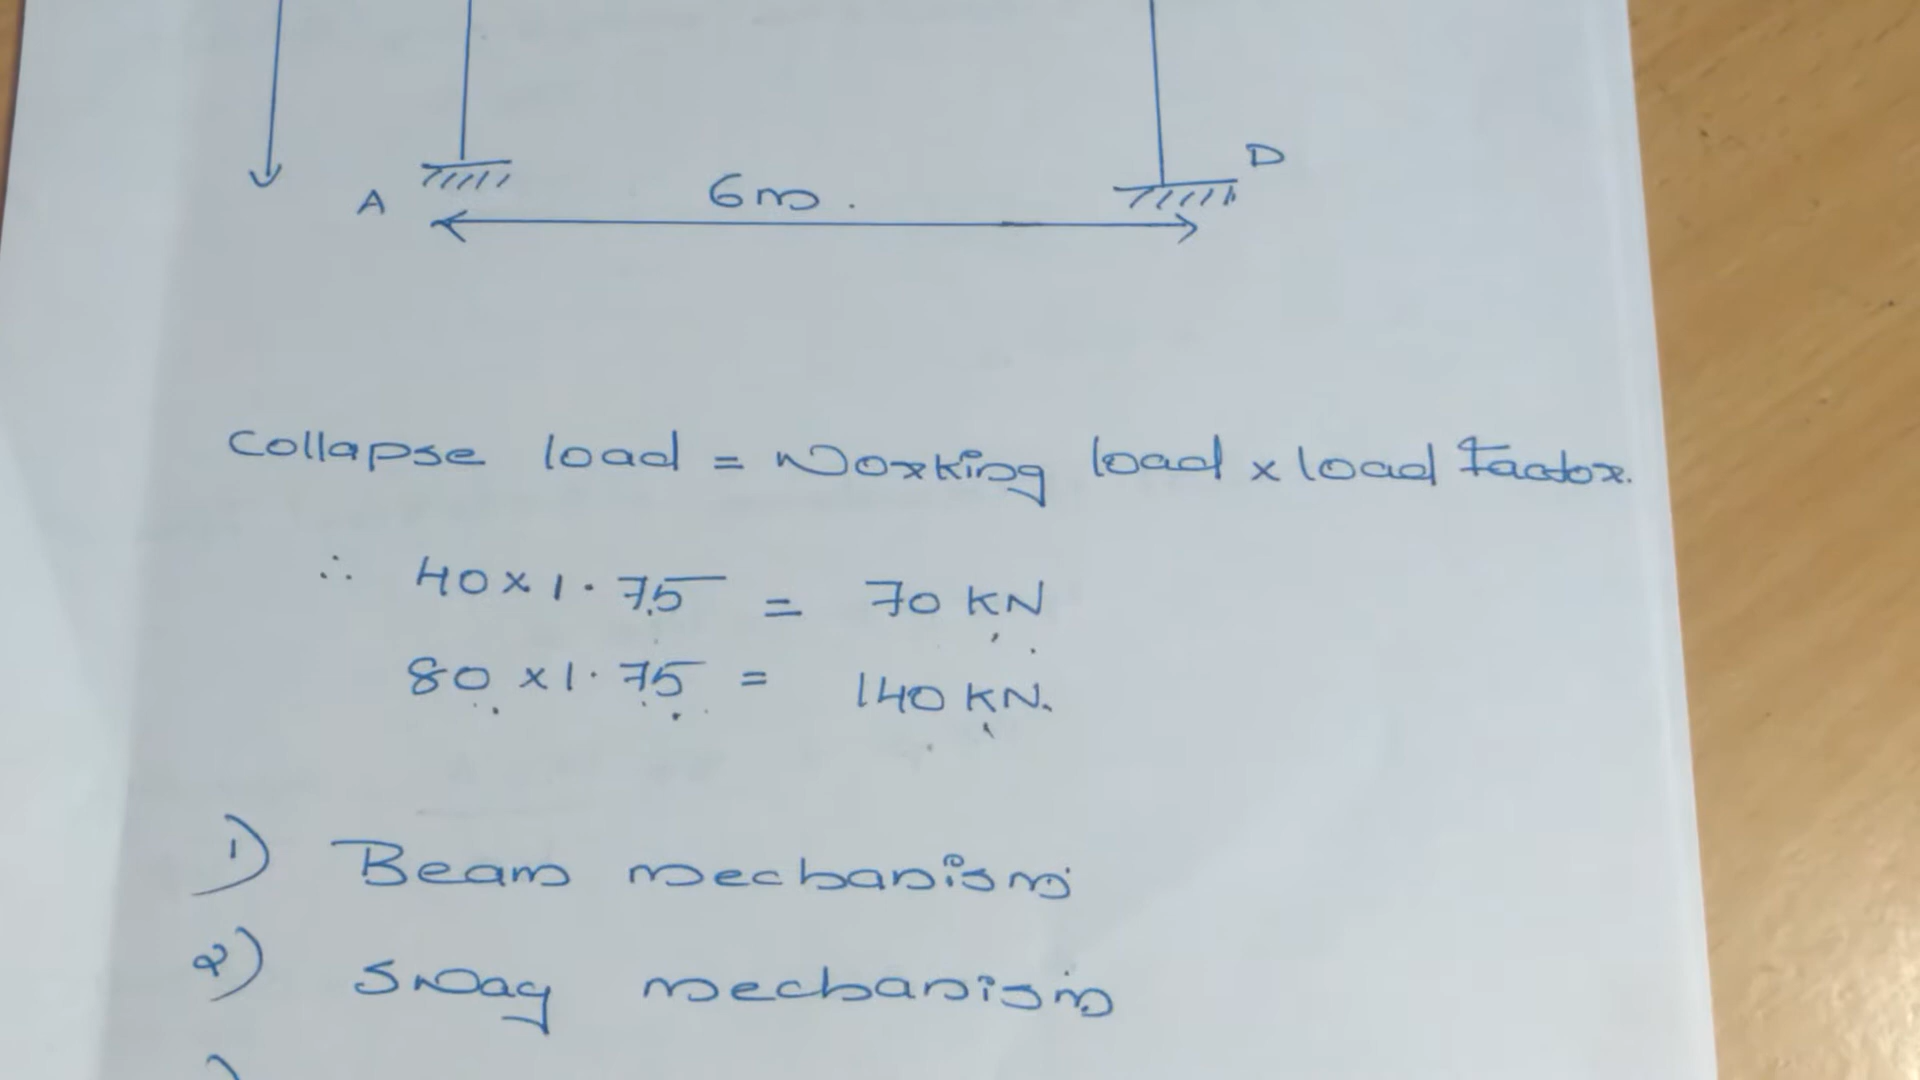 D
A
6m.
Collapse load = Working load x load factor.
∴ 40 x 1.75 = 70 KN
80 x 1.75 = 140 KN.
1) Beam mechanism
2) Sway mechanism